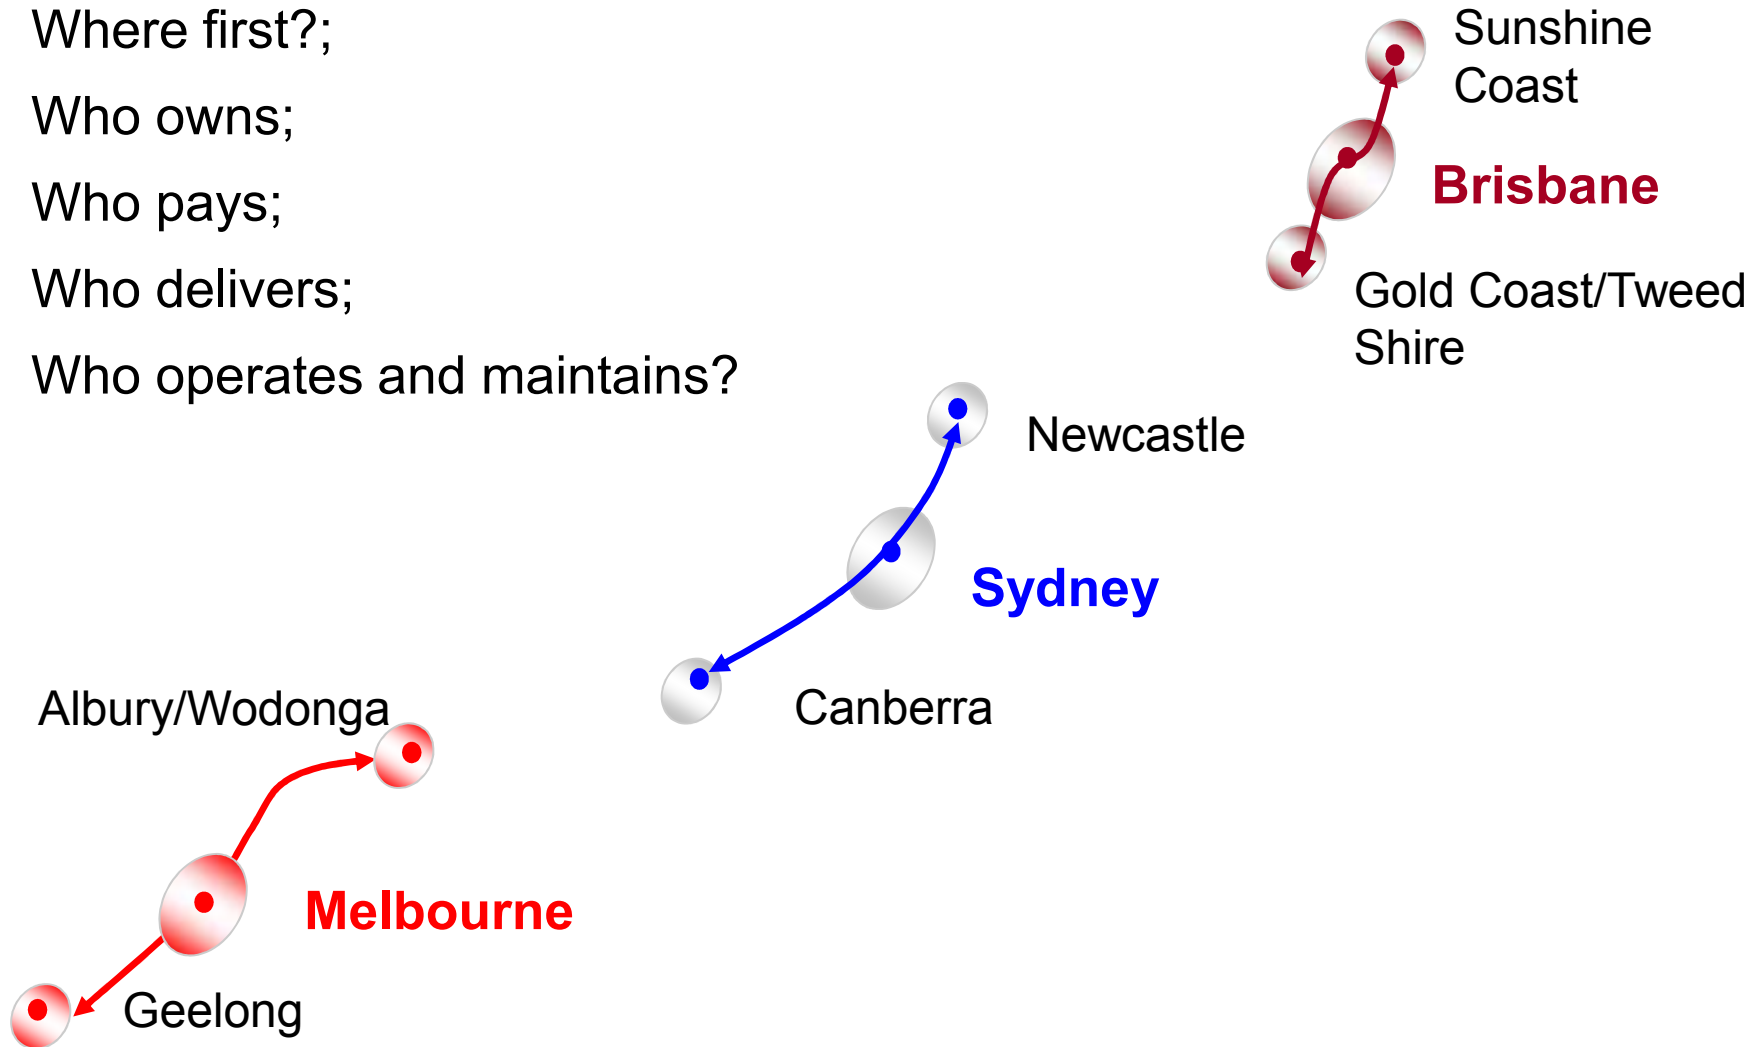 Where first?;
Who owns;
Who pays;
Who delivers;
Who operates and maintains?
Sunshine
Coast
Brisbane
Gold Coast/Tweed
Shire
Newcastle
Sydney
Canberra
Albury/Wodonga
Melbourne
Geelong